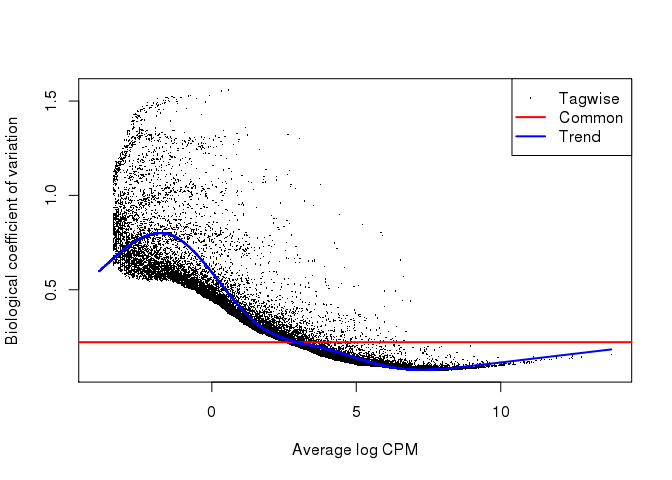 Tagwise
Common
Trend
Biological coefficient of variation
1.5
1.0
0.5
0
5
10
Average log CPM